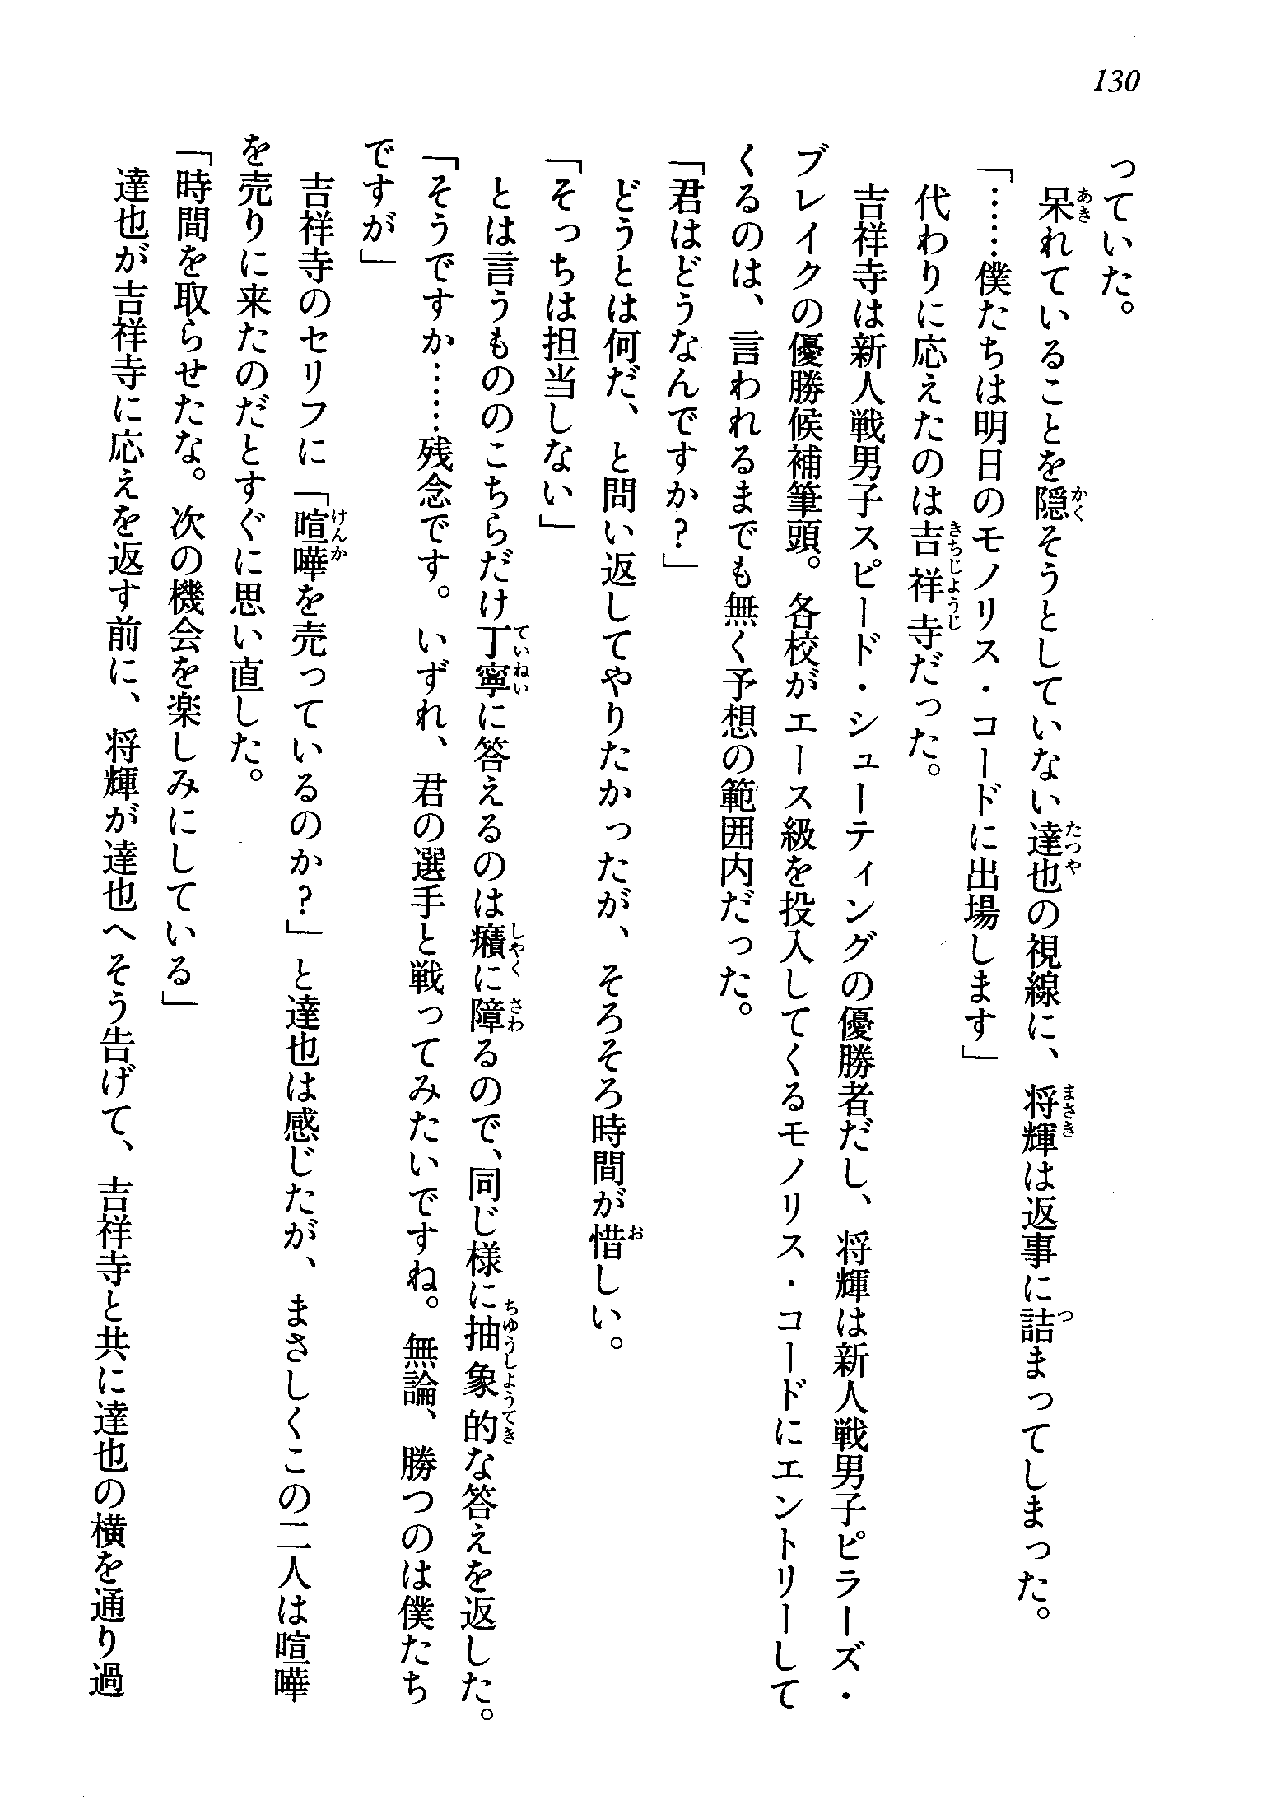 130
っていた。
呆れていることを隠そうとしていない達也の視線に、将輝は返事に詰まってしまった。
「……僕たちは明日のモノリス・コードに出場します」
代わりに応えたのは吉祥寺だった。
吉祥寺は新人戦男子スピード・シューティングの優勝者だし、将輝は新人戦男子ピラーズ・
ブレイクの優勝候補筆頭。各校がエース級を投入してくるモノリス・コードにエントリーして
くるのは、言われるまでも無く予想の範囲内だった。
「君はどうなんですか？」
どうとは何だ、と問い返してやりたかったが、そろそろ時間が惜しい。
「そっちは担当しない」
とは言うもののこちらだけ丁寧に答えるのは癪に障るので、同じ様に抽象的な答えを返した。
「そうですか……残念です。いずれ、君の選手と戦ってみたいですね。無論、勝つのは僕たち
ですが」
吉祥寺のセリフに「喧嘩を売っているのか？」と達也は感じたが、まさしくこの二人は喧嘩
を売りに来たのだとすぐに思い直した。
「時間を取らせたな。次の機会を楽しみにしている」
達也が吉祥寺に応えを返す前に、将輝が達也へそう告げて、吉祥寺と共に達也の横を通り過